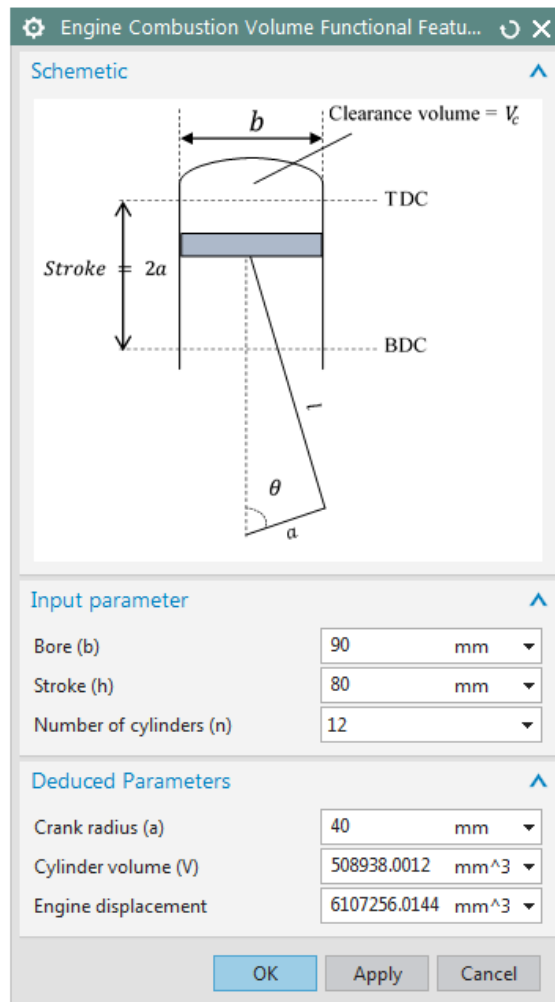 Engine Combustion Volume Functional Featu...
Schemetic
b
Clearance volume = Vc
TDC
Stroke = 2a
BDC
l
θ
a
Input parameter
Bore (b) 90 mm
Stroke (h) 80 mm
Number of cylinders (n) 12
Deduced Parameters
Crank radius (a) 40 mm
Cylinder volume (V) 508938.0012 mm^3
Engine displacement 6107256.0144 mm^3
OK Apply Cancel